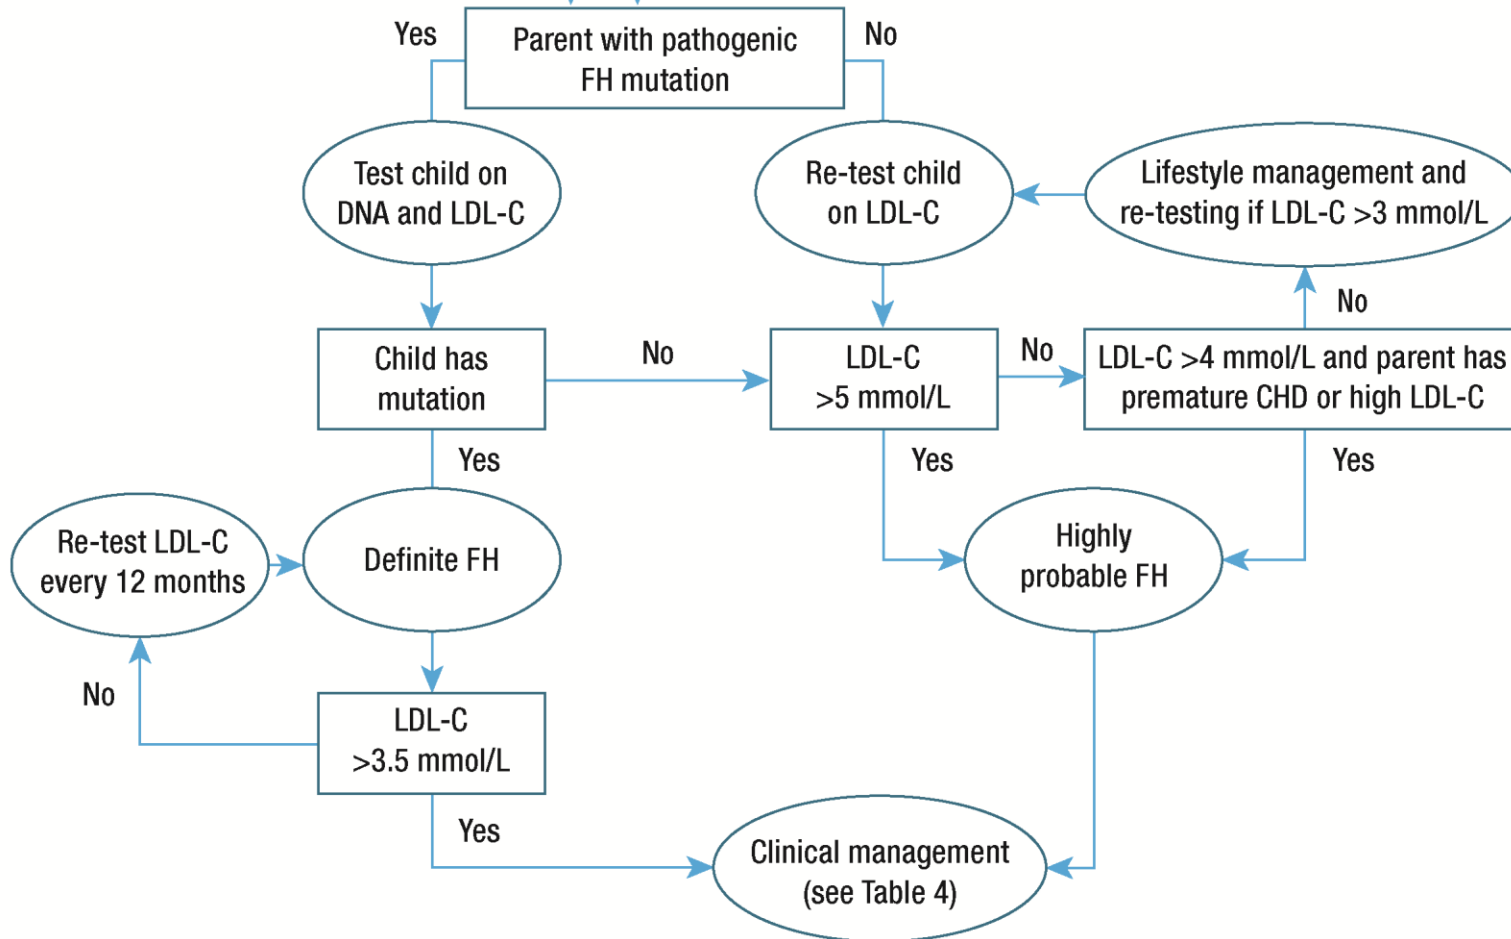 Yes
Parent with pathogenic
FH mutation
No
Test child on
DNA and LDL-C
Re-test child
on LDL-C
Lifestyle management and
re-testing if LDL-C >3 mmol/L
No
Child has
mutation
No
LDL-C
>5 mmol/L
No
LDL-C >4 mmol/L and parent has
premature CHD or high LDL-C
Yes
Yes
Yes
Re-test LDL-C
every 12 months
Definite FH
Highly
probable FH
No
LDL-C
>3.5 mmol/L
Yes
Clinical management
(see Table 4)